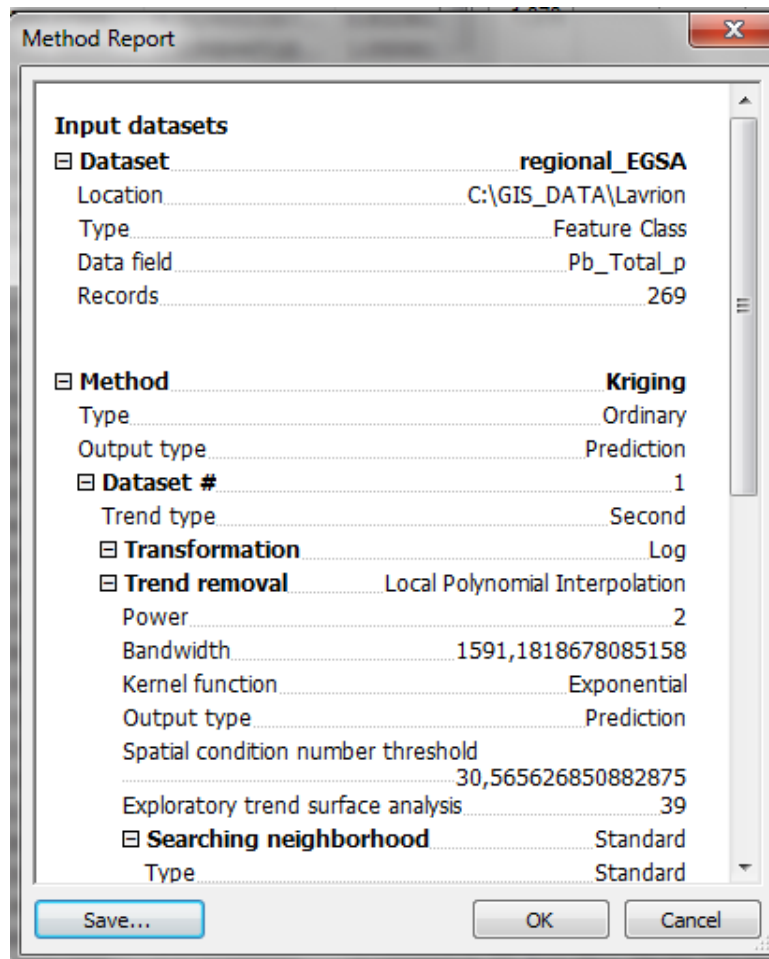 Method Report
Input datasets
Dataset regional_EGSA
Location C:\GIS_DATA\Lavrion
Type Feature Class
Data field Pb_Total_p
Records 269
Method Kriging
Type Ordinary
Output type Prediction
Dataset # 1
Trend type Second
Transformation Log
Trend removal Local Polynomial Interpolation
Power 2
Bandwidth 1591,1818678085158
Kernel function Exponential
Output type Prediction
Spatial condition number threshold
30,565626850882875
Exploratory trend surface analysis 39
Searching neighborhood Standard
Type Standard
Save... OK Cancel